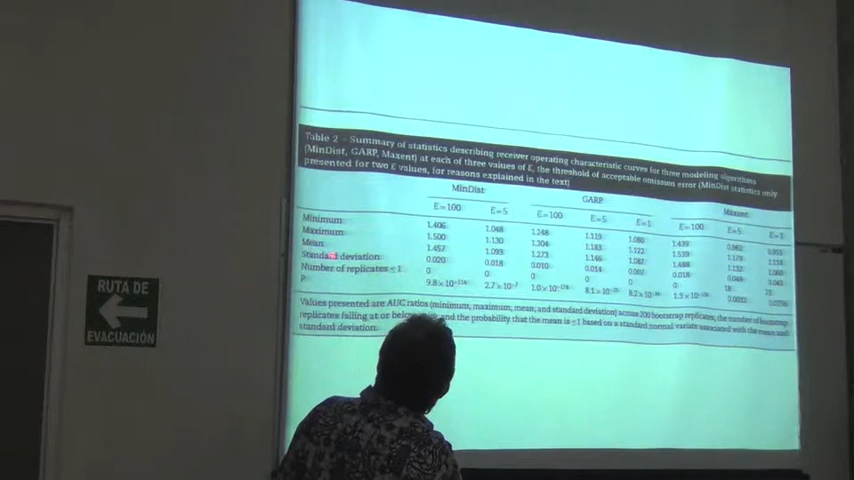 Table 2 – Summary of statistics describing receiver operating characteristic curves for three modeling algorithms
(MinDist, GARP, Maxent) at each of three values of E, the threshold of acceptable omission error (MinDist statistics only
presented for two E values, for reasons explained in the text)
MinDist GARP Maxent
E=100 E=5 E=100 E=5 E=1 E=100 E=5 E=1
Minimum 1.406 1.048 1.248 1.119 1.080 1.439
Maximum 1.500 1.130 1.304 1.183 1.122 1.539
Mean 1.457 1.093 1.273 1.146 1.488 1.132
Standard deviation 0.020 0.018 0.010 0.014 0.002 0.018
Number of replicates ≤ 1 0 0 0 0 0 0 18
P
Values presented are AUC ratios (minimum, maximum, mean, and standard deviation) across 200 bootstrap replicates, the number of bootstrap
replicates falling at or below and the probability that the mean is ≤1 based on a standard normal variate associated with the mean and
standard deviation.
RUTA DE
EVACUACIÓN